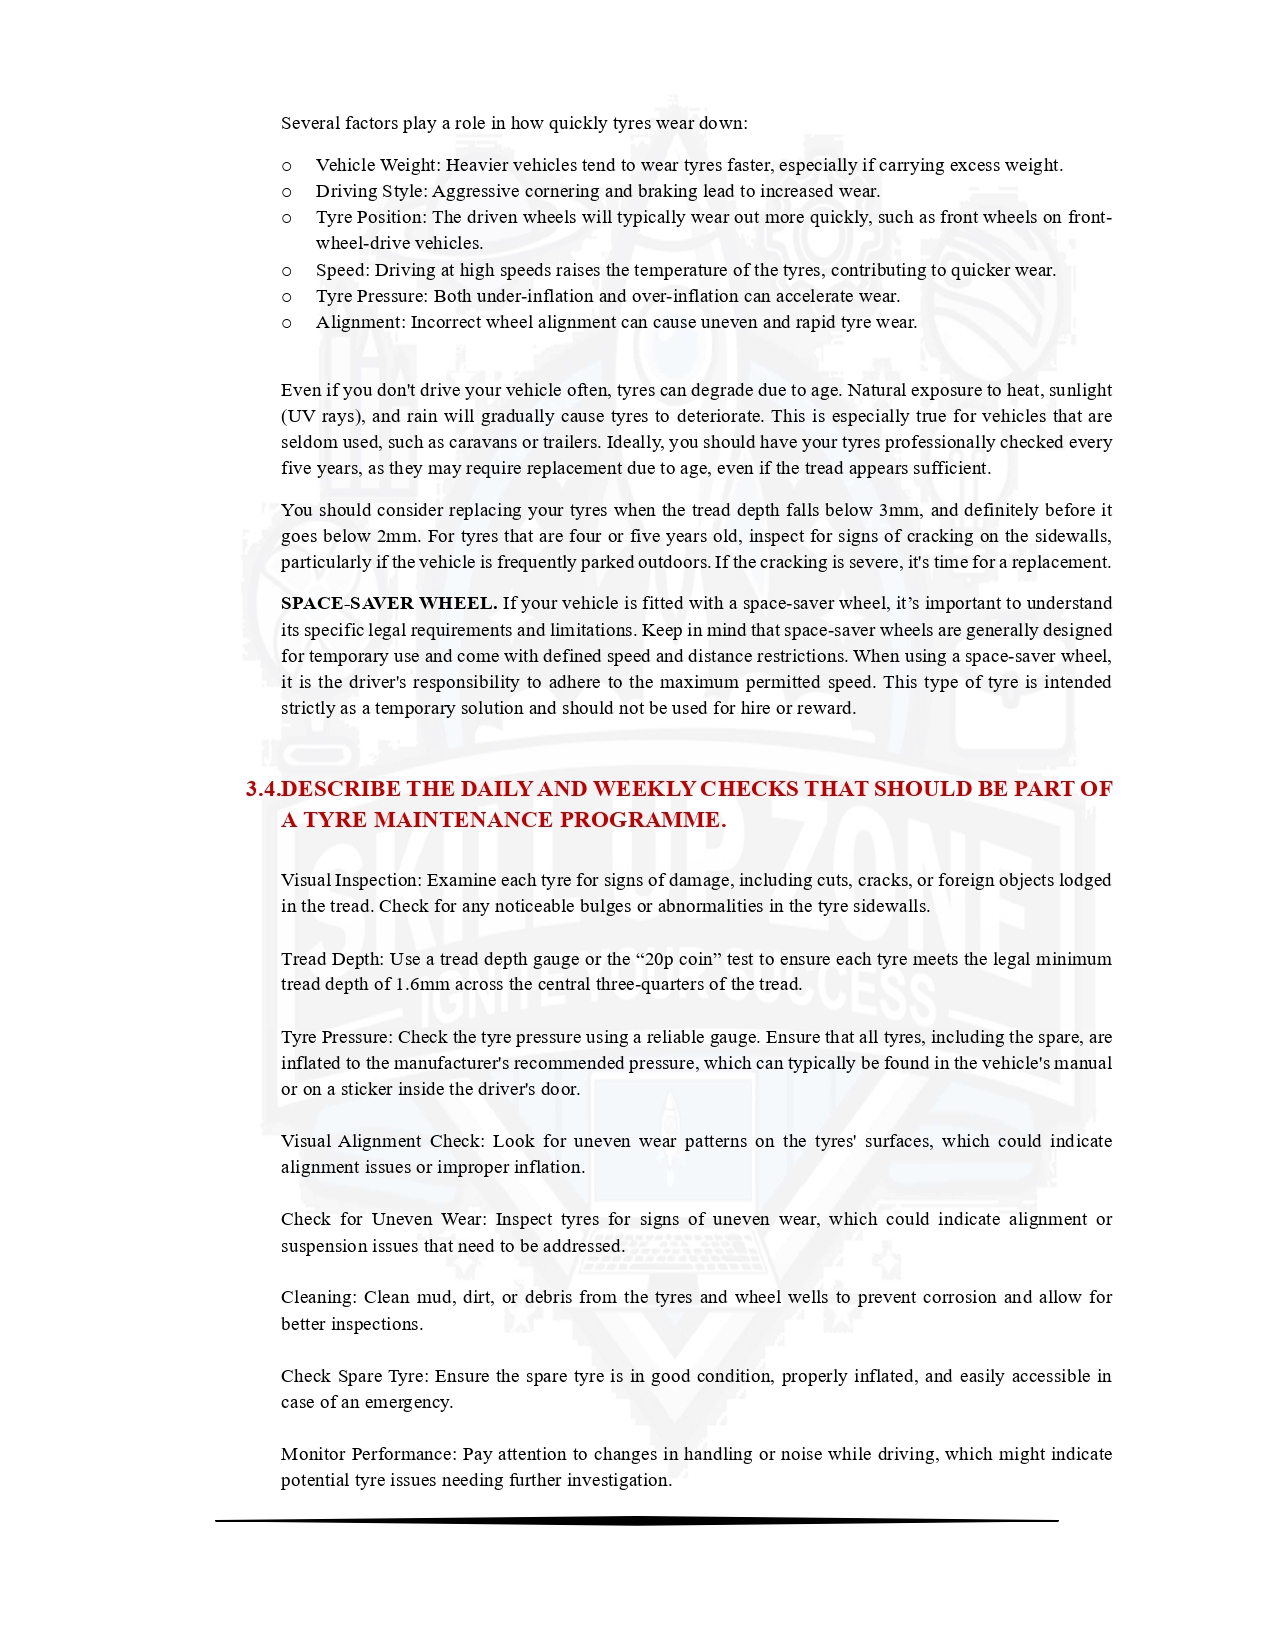 Several factors play a role in how quickly tyres wear down:
o Vehicle Weight: Heavier vehicles tend to wear tyres faster, especially if carrying excess weight.
o Driving Style: Aggressive cornering and braking lead to increased wear.
o Tyre Position: The driven wheels will typically wear out more quickly, such as front wheels on front-
wheel-drive vehicles.
o Speed: Driving at high speeds raises the temperature of the tyres, contributing to quicker wear.
o Tyre Pressure: Both under-inflation and over-inflation can accelerate wear.
o Alignment: Incorrect wheel alignment can cause uneven and rapid tyre wear.
Even if you don't drive your vehicle often, tyres can degrade due to age. Natural exposure to heat, sunlight
(UV rays), and rain will gradually cause tyres to deteriorate. This is especially true for vehicles that are
seldom used, such as caravans or trailers. Ideally, you should have your tyres professionally checked every
five years, as they may require replacement due to age, even if the tread appears sufficient.
You should consider replacing your tyres when the tread depth falls below 3mm, and definitely before it
goes below 2mm. For tyres that are four or five years old, inspect for signs of cracking on the sidewalls,
particularly if the vehicle is frequently parked outdoors. If the cracking is severe, it's time for a replacement.
SPACE-SAVER WHEEL. If your vehicle is fitted with a space-saver wheel, it’s important to understand
its specific legal requirements and limitations. Keep in mind that space-saver wheels are generally designed
for temporary use and come with defined speed and distance restrictions. When using a space-saver wheel,
it is the driver's responsibility to adhere to the maximum permitted speed. This type of tyre is intended
strictly as a temporary solution and should not be used for hire or reward.
3.4.DESCRIBE THE DAILY AND WEEKLY CHECKS THAT SHOULD BE PART OF
A TYRE MAINTENANCE PROGRAMME.
SKILL UP ZONE
Visual Inspection: Examine each tyre for signs of damage, including cuts, cracks, or foreign objects lodged
in the tread. Check for any noticeable bulges or abnormalities in the tyre sidewalls.
Tread Depth: Use a tread depth gauge or the “20p coin” test to ensure each tyre meets the legal minimum
tread depth of 1.6mm across the central three-quarters of the tread.
IGNITE YOUR SUCCESS
Tyre Pressure: Check the tyre pressure using a reliable gauge. Ensure that all tyres, including the spare, are
inflated to the manufacturer's recommended pressure, which can typically be found in the vehicle's manual
or on a sticker inside the driver's door.
Visual Alignment Check: Look for uneven wear patterns on the tyres' surfaces, which could indicate
alignment issues or improper inflation.
Check for Uneven Wear: Inspect tyres for signs of uneven wear, which could indicate alignment or
suspension issues that need to be addressed.
Cleaning: Clean mud, dirt, or debris from the tyres and wheel wells to prevent corrosion and allow for
better inspections.
Check Spare Tyre: Ensure the spare tyre is in good condition, properly inflated, and easily accessible in
case of an emergency.
Monitor Performance: Pay attention to changes in handling or noise while driving, which might indicate
potential tyre issues needing further investigation.